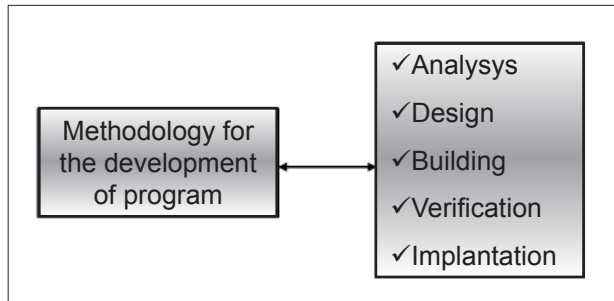 Methodology for
the development
of program
✓Analysys
✓Design
✓Building
✓Verification
✓Implantation